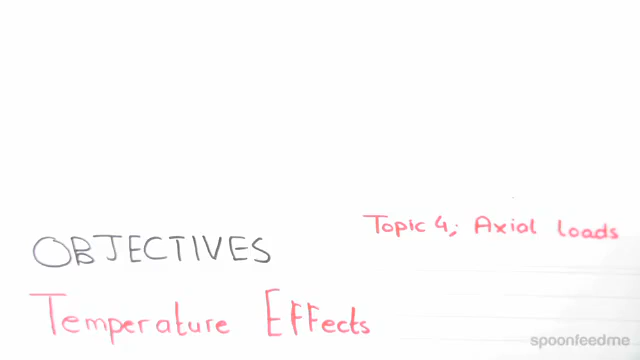 Topic 4; Axial Loads
OBJECTIVES
Temperature Effects
spoonfeedme